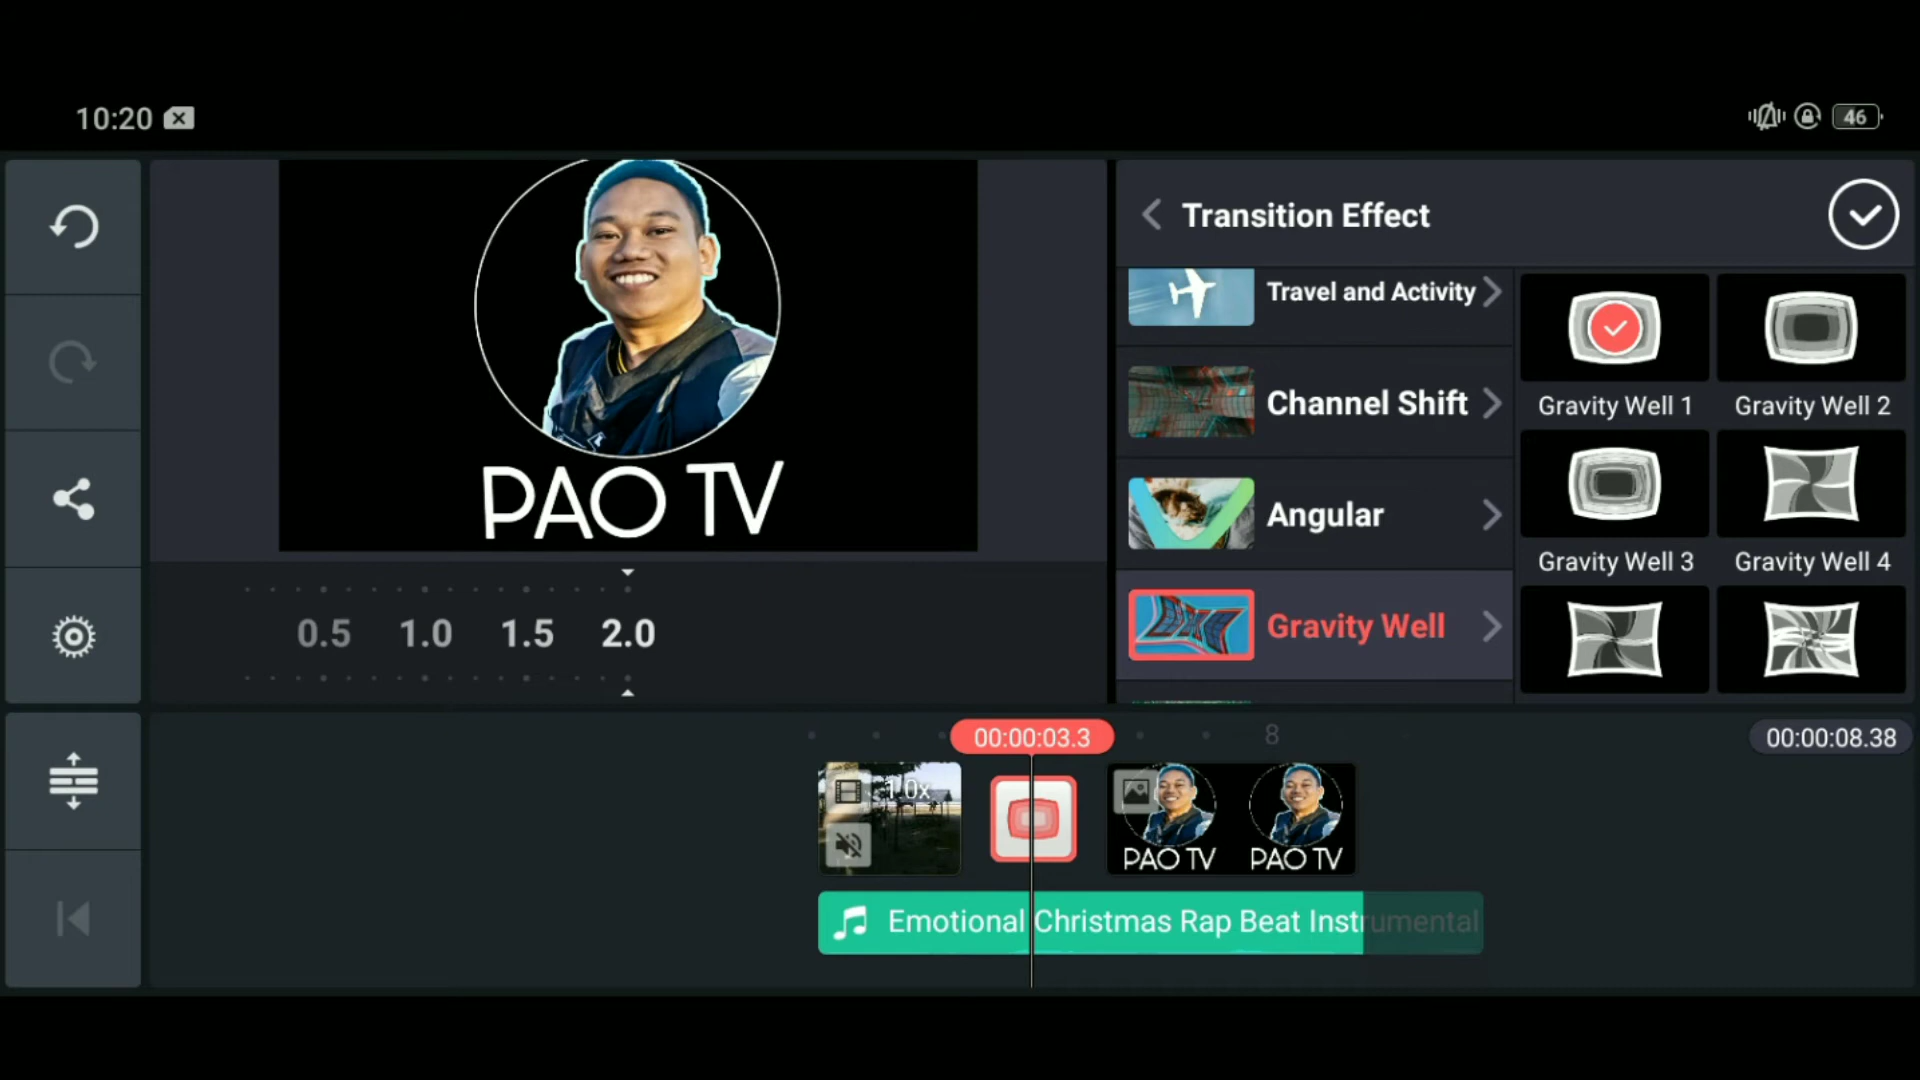 10:20
46
Transition Effect
Travel and Activity
Channel Shift
Angular
Gravity Well
Gravity Well 1
Gravity Well 2
Gravity Well 3
Gravity Well 4
PAO TV
0.5 1.0 1.5 2.0
00:00:03.3
8
00:00:08.38
1.0x
PAO TV PAO TV
Emotional Christmas Rap Beat Instrumental